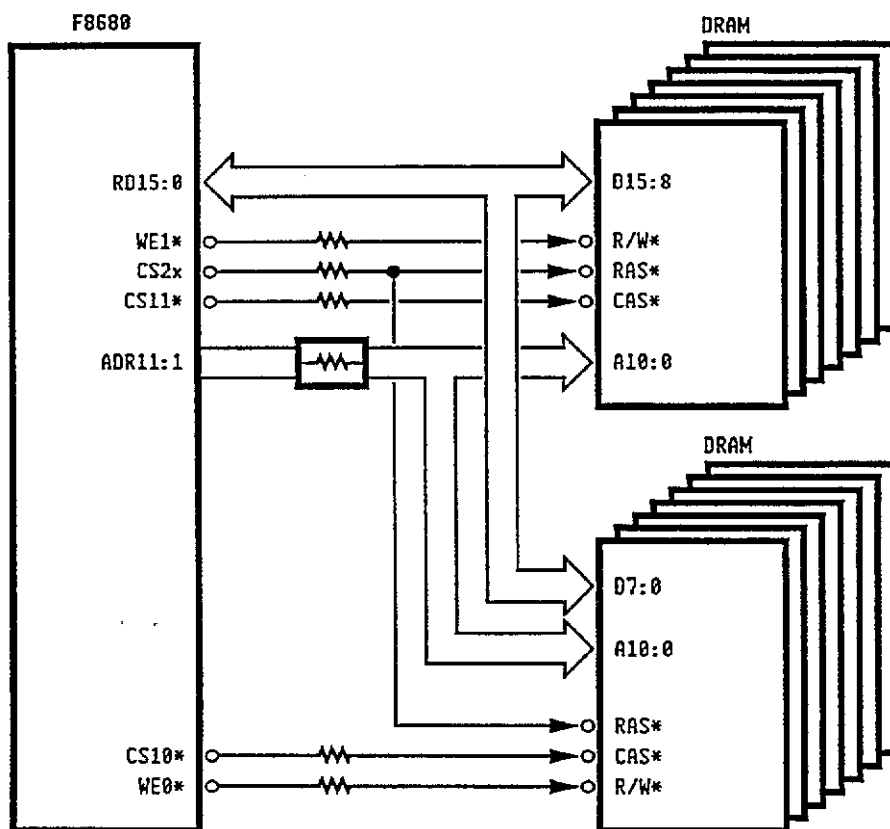 F8680
DRAM
RD15:0
D15:8
WE1*
R/W*
CS2x
RAS*
CS11*
CAS*
ADR11:1
A10:0
DRAM
D7:0
A10:0
RAS*
CS10*
CAS*
WE0*
R/W*